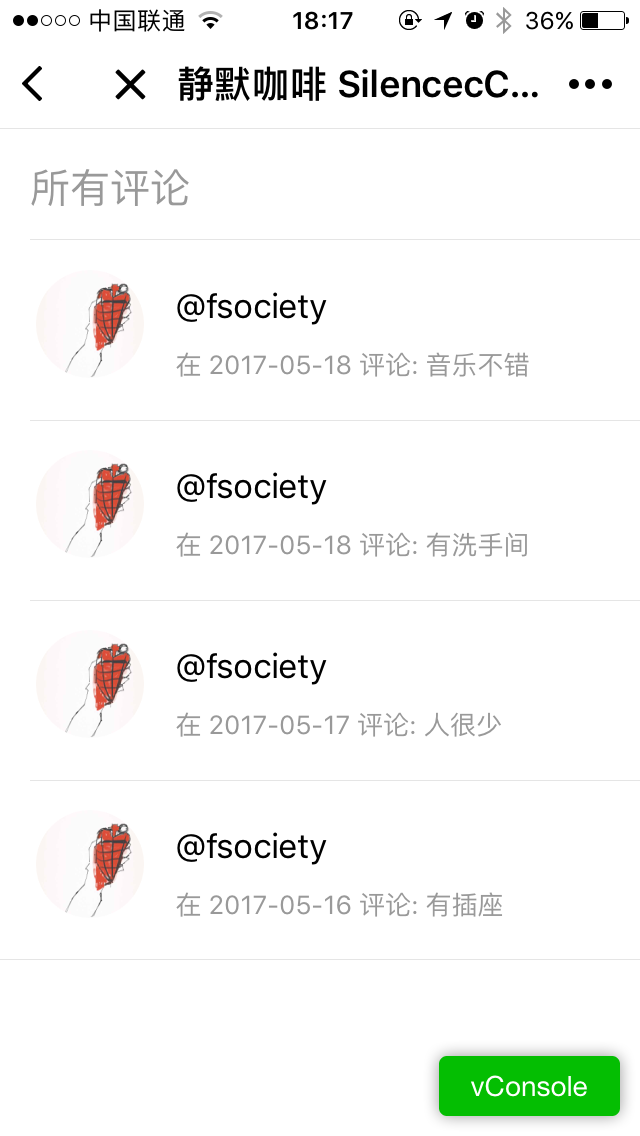 中国联通 18:17 36%
静默咖啡 SilencecC...
所有评论
@fsociety
在 2017-05-18 评论: 音乐不错
@fsociety
在 2017-05-18 评论: 有洗手间
@fsociety
在 2017-05-17 评论: 人很少
@fsociety
在 2017-05-16 评论: 有插座
vConsole